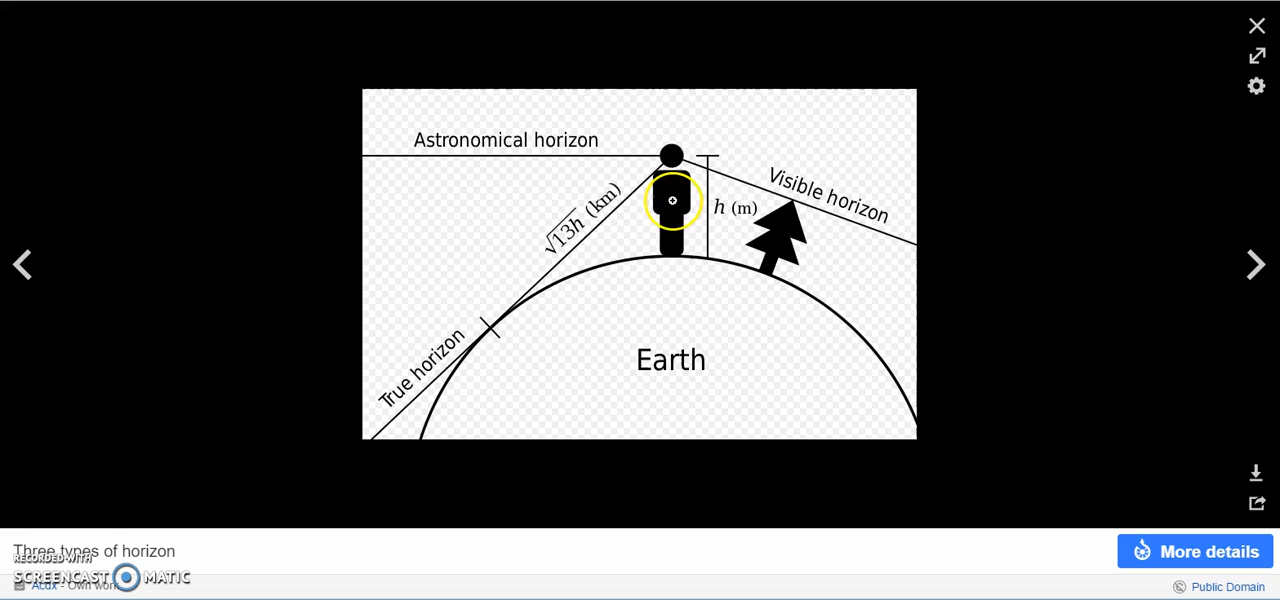 Astronomical horizon
Visible horizon
√13h (km)
h (m)
True horizon
Earth
Three types of horizon
More details
RECORDED WITH
SCREENCAST MATIC
Acdx - Own work
Public Domain